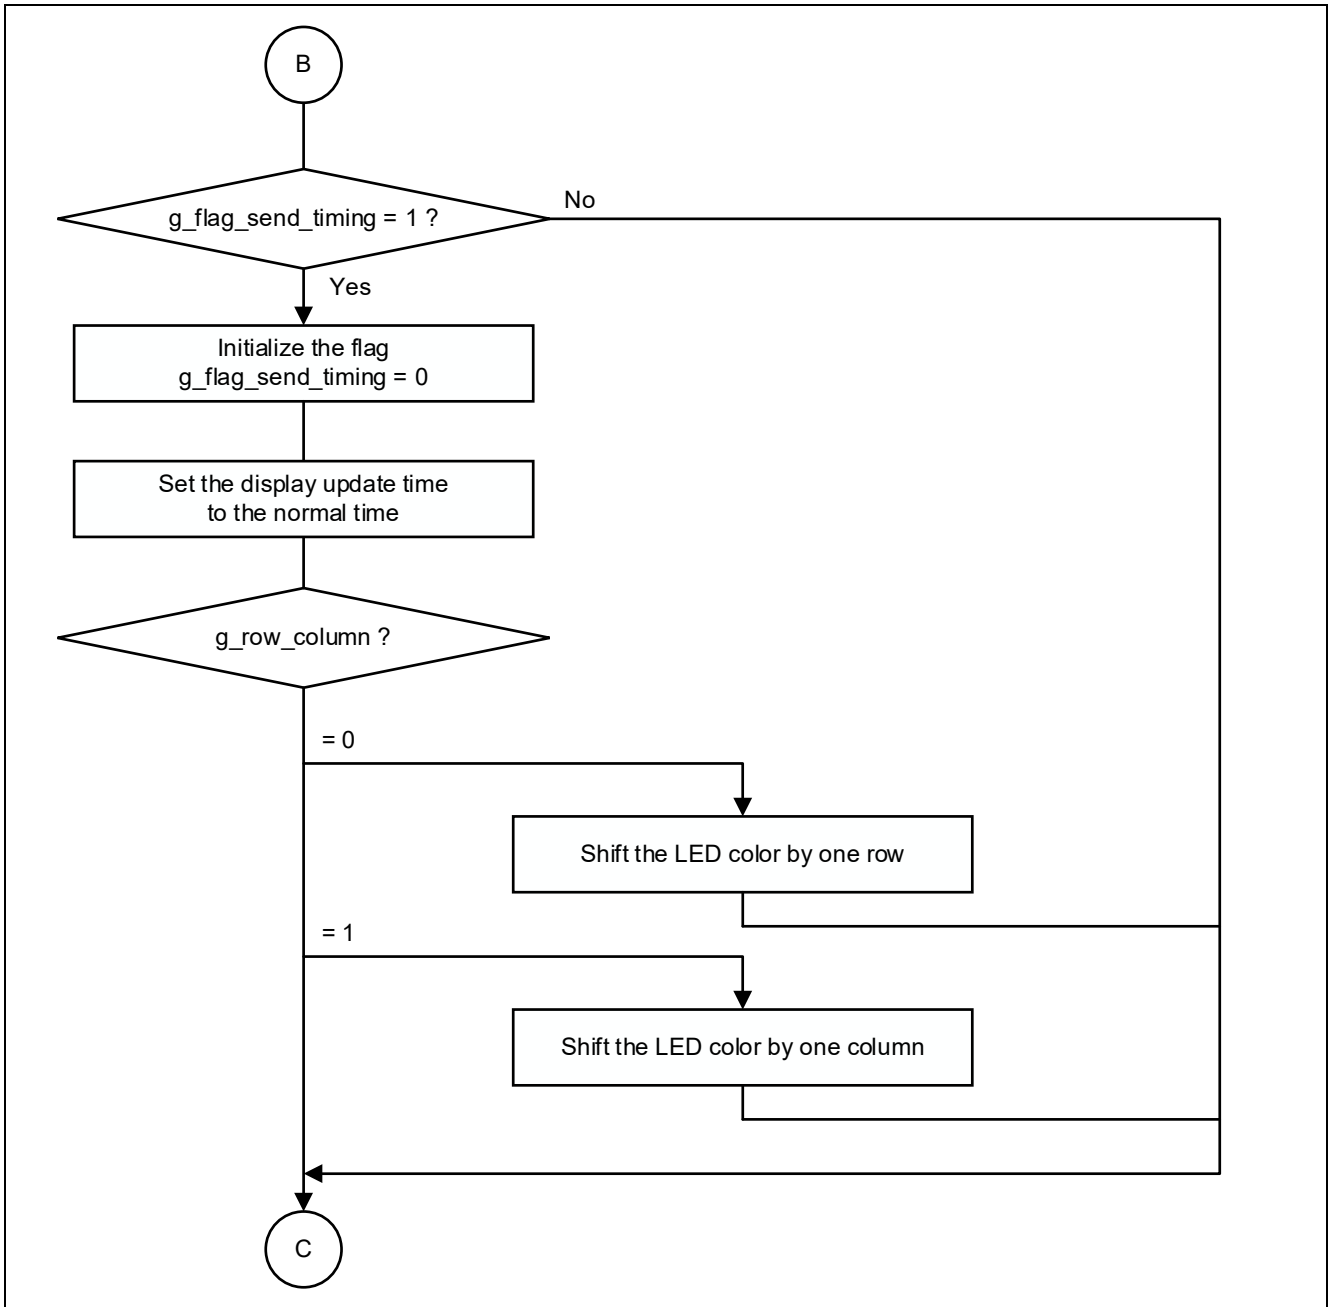 B
g_flag_send_timing = 1 ?
No
Yes
Initialize the flag
g_flag_send_timing = 0
Set the display update time
to the normal time
g_row_column ?
= 0
Shift the LED color by one row
= 1
Shift the LED color by one column
C